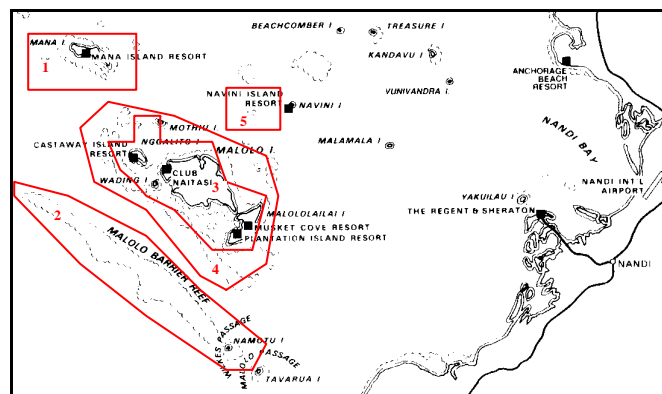 BEACHCOMBER I
TREASURE I
MANA I.
MANA ISLAND RESORT
KANDAVU I
1
ANCHORAGE
BEACH
RESORT
NAVINI ISLAND
RESORT
NAVINI I
VUNIVANDRA I.
5
MOTHIU I
NGGALITO I
CASTAWAY ISLAND
RESORT
MALOLO I.
MALAMALA I
NANDI BAY
CLUB
NAITASI
3
WADING I
NANDI INT'L
AIRPORT
YAKUILAU I
2
MALOLOLAILAI I
THE REGENT & SHERATON
MUSKET COVE RESORT
PLANTATION ISLAND RESORT
MALOLO BARRIER REEF
4
NANDI
WILKES PASSAGE
NAMOTU I
MALOLO PASSAGE
TAVARUA I